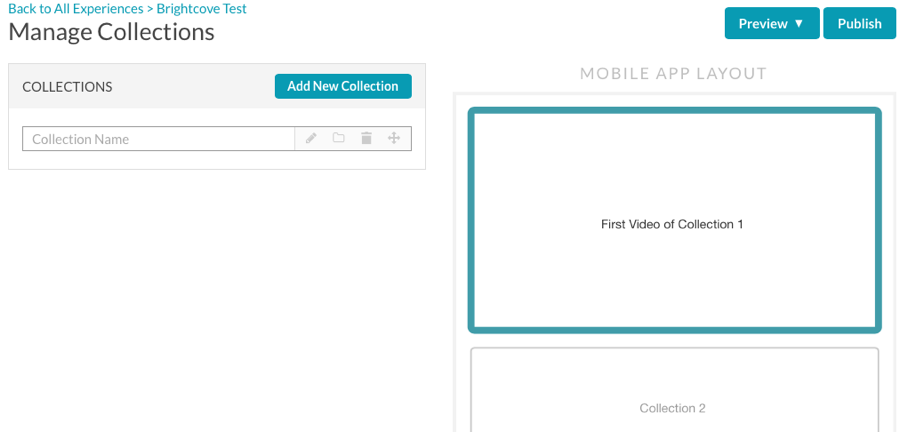 Back to All Experiences > Brightcove Test
Manage Collections
Preview ▼
Publish
COLLECTIONS
Add New Collection
Collection Name
MOBILE APP LAYOUT
First Video of Collection 1
Collection 2